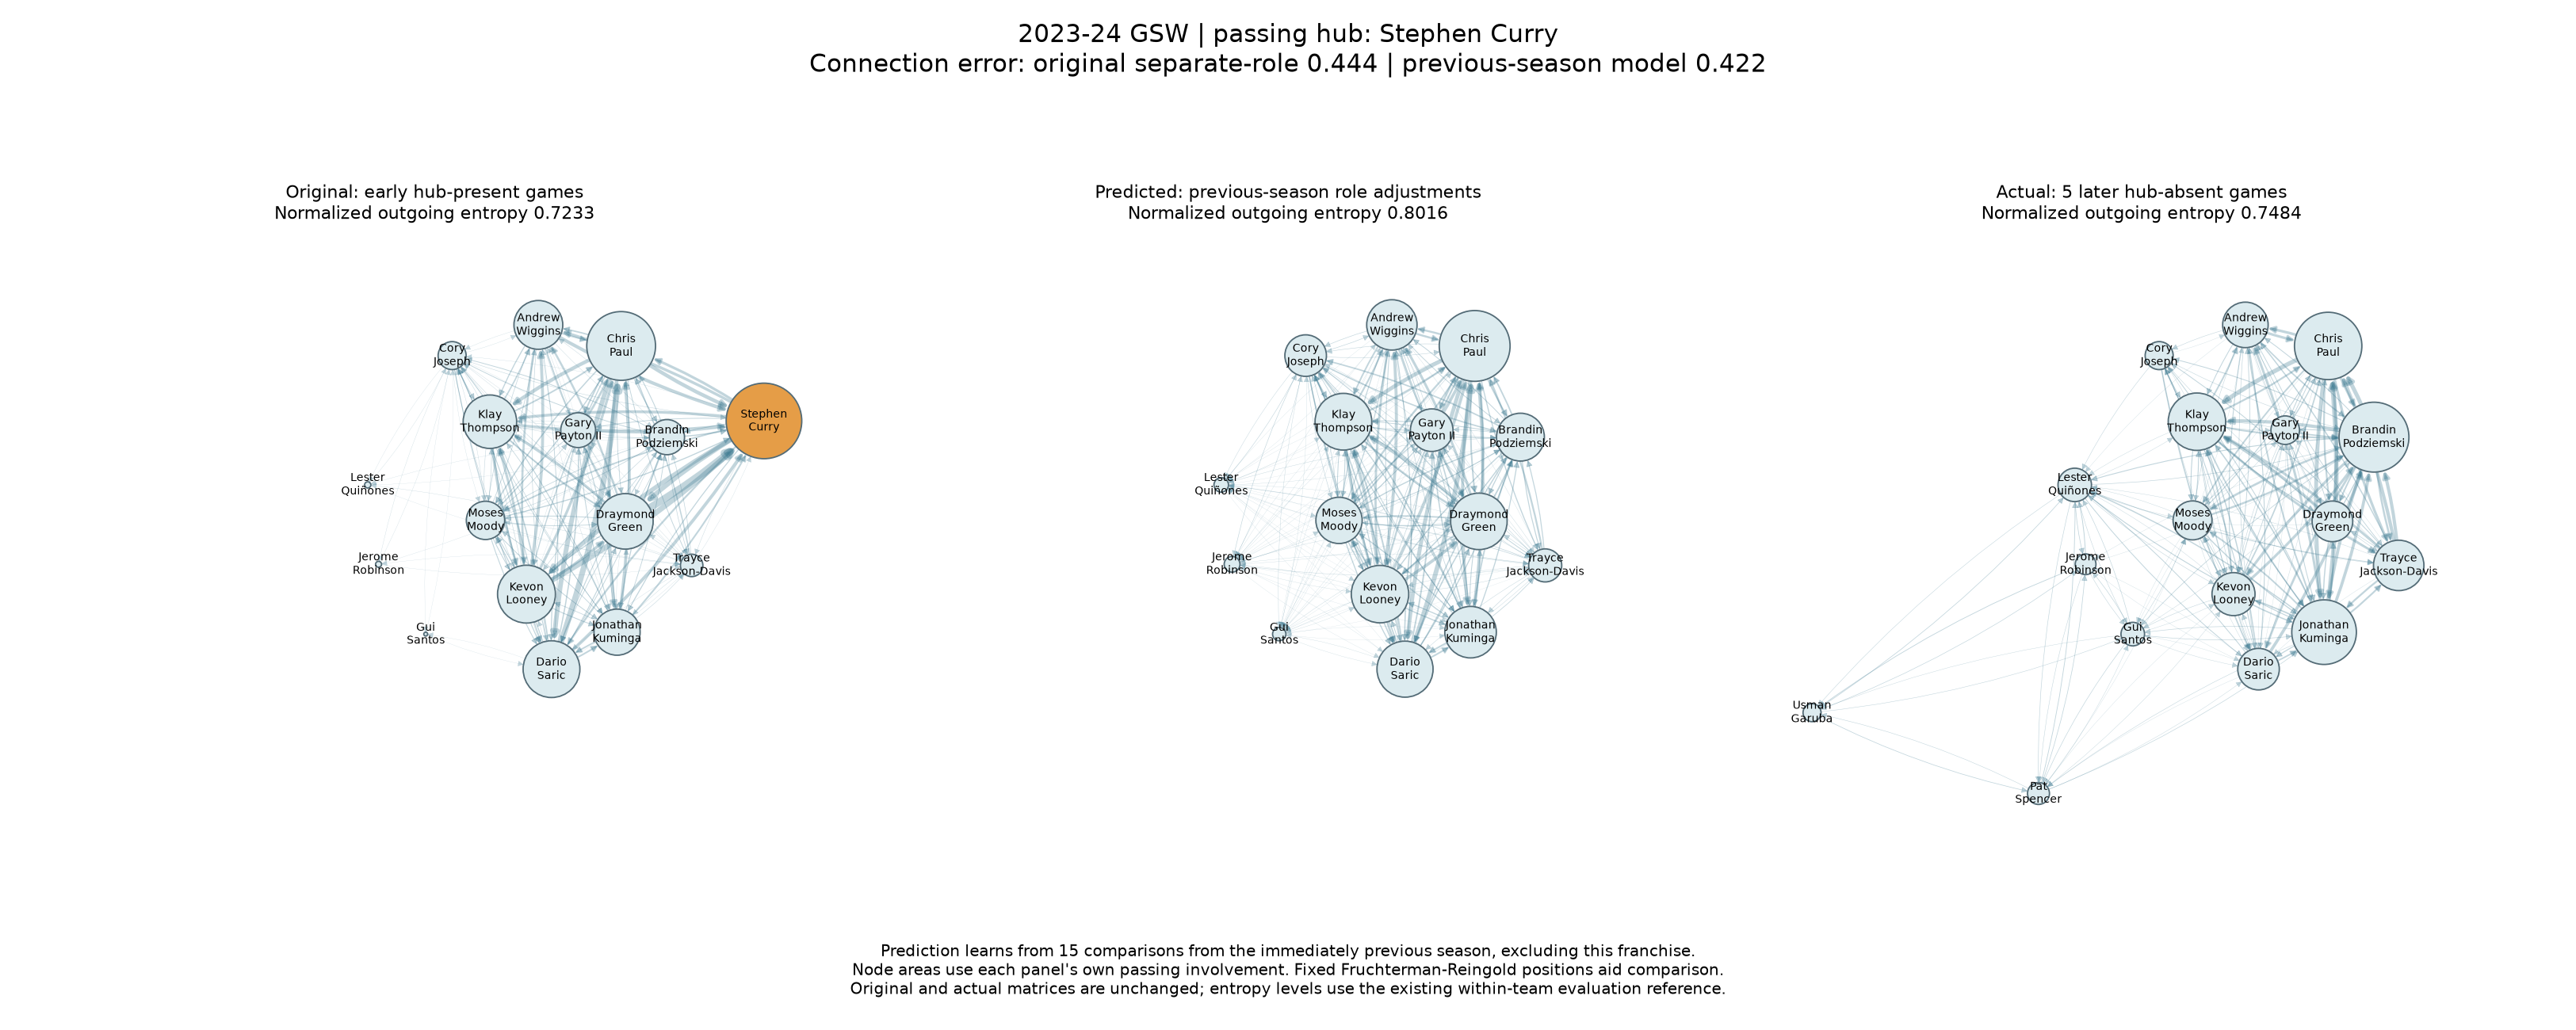 2023-24 GSW | passing hub: Stephen Curry
Connection error: original separate-role 0.444 | previous-season model 0.422
Original: early hub-present games
Normalized outgoing entropy 0.7233
Andrew
Wiggins
Chris
Paul
Cory
Joseph
Stephen
Curry
Klay
Thompson
Gary
Payton II
Brandin
Podziemski
Lester
Quiñones
Moses
Moody
Draymond
Green
Jerome
Robinson
Trayce
Jackson-Davis
Kevon
Looney
Gui
Santos
Jonathan
Kuminga
Dario
Saric
Predicted: previous-season role adjustments
Normalized outgoing entropy 0.8016
Andrew
Wiggins
Chris
Paul
Cory
Joseph
Klay
Thompson
Gary
Payton II
Brandin
Podziemski
Lester
Quiñones
Moses
Moody
Draymond
Green
Jerome
Robinson
Trayce
Jackson-Davis
Kevon
Looney
Gui
Santos
Jonathan
Kuminga
Dario
Saric
Actual: 5 later hub-absent games
Normalized outgoing entropy 0.7484
Andrew
Wiggins
Chris
Paul
Cory
Joseph
Klay
Thompson
Gary
Payton II
Brandin
Podziemski
Lester
Quiñones
Moses
Moody
Draymond
Green
Jerome
Robinson
Trayce
Jackson-Davis
Kevon
Looney
Gui
Santos
Jonathan
Kuminga
Dario
Saric
Usman
Garuba
Pat
Spencer
Prediction learns from 15 comparisons from the immediately previous season, excluding this franchise.
Node areas use each panel's own passing involvement. Fixed Fruchterman-Reingold positions aid comparison.
Original and actual matrices are unchanged; entropy levels use the existing within-team evaluation reference.